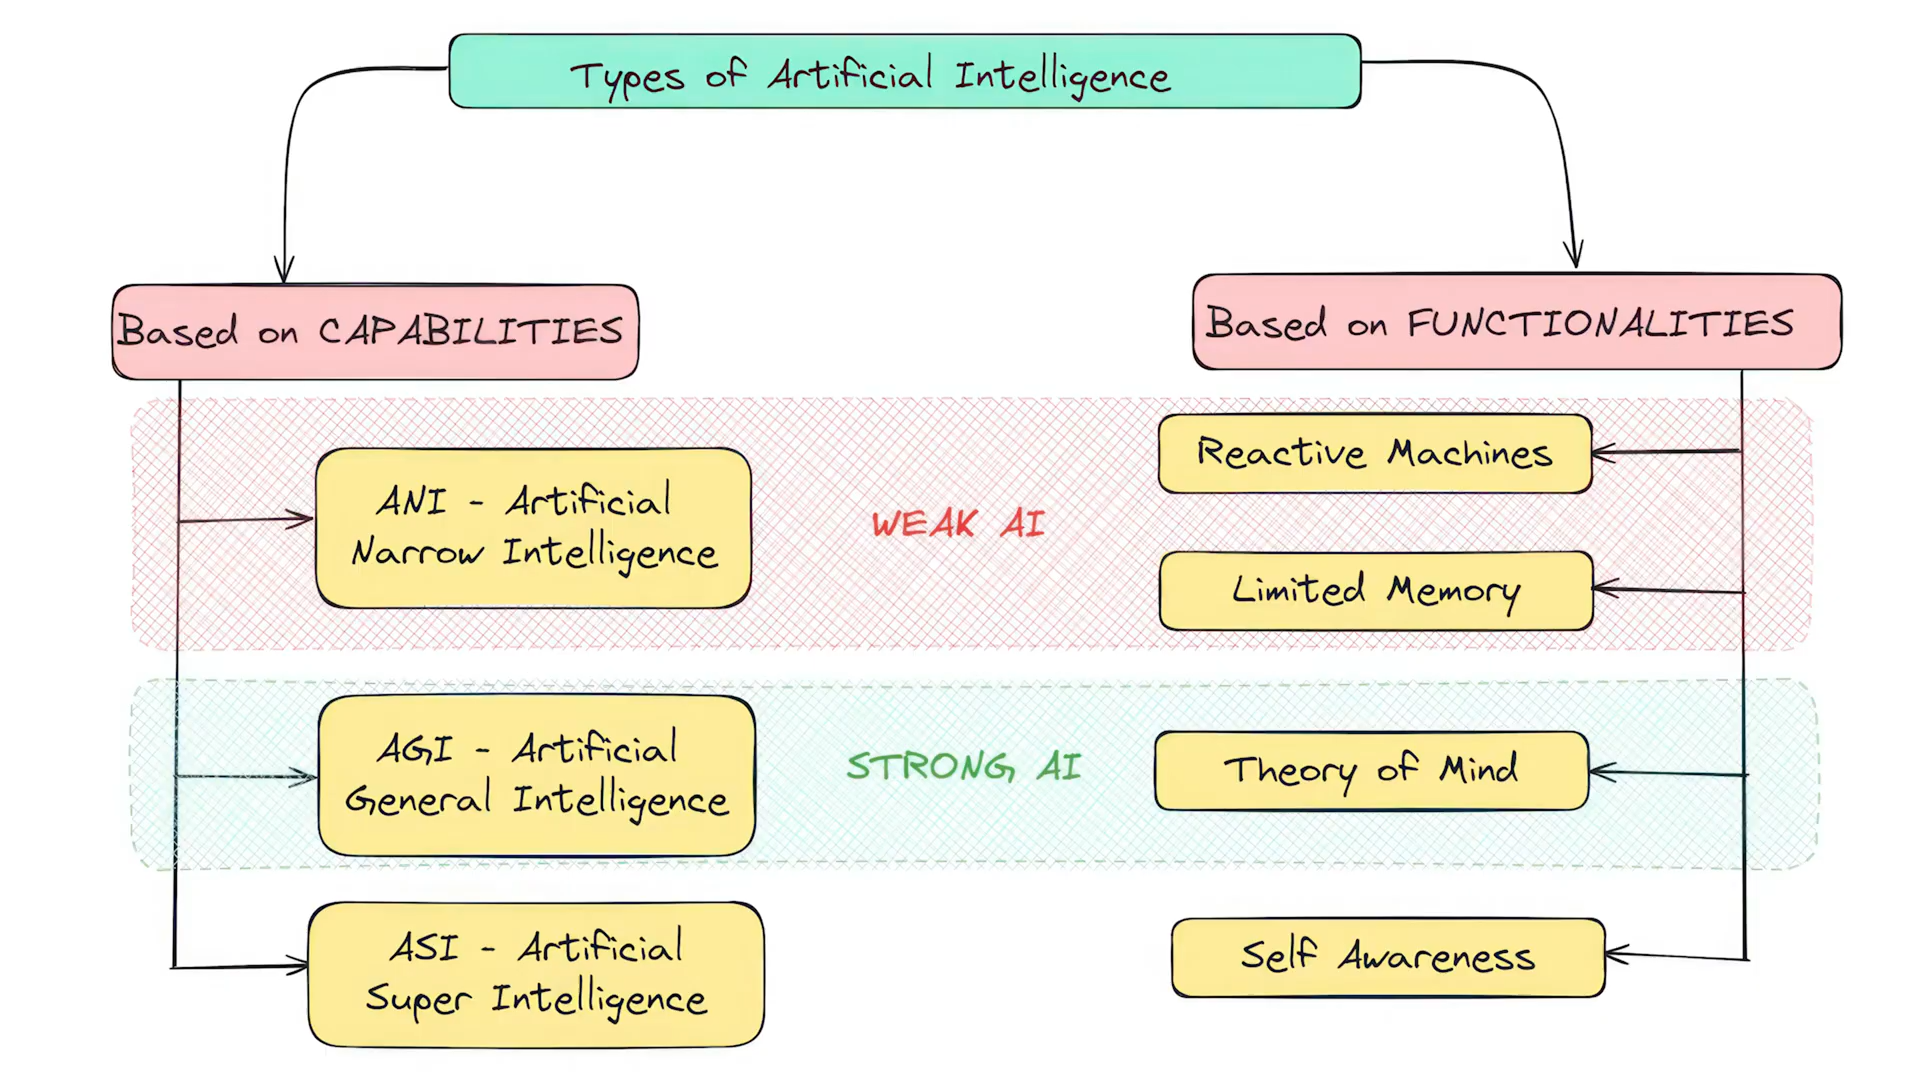 Types of Artificial Intelligence
Based on CAPABILITIES
Based on FUNCTIONALITIES
ANI - Artificial
Narrow Intelligence
WEAK AI
Reactive Machines
Limited Memory
AGI - Artificial
General Intelligence
STRONG AI
Theory of Mind
ASI - Artificial
Super Intelligence
Self Awareness